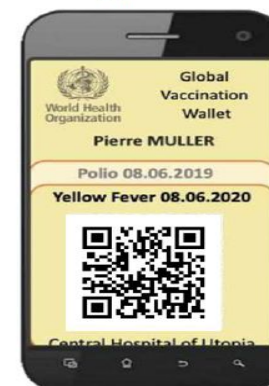 Global
Vaccination
Wallet
World Health
Organization
Pierre MULLER
Polio 08.06.2019
Yellow Fever 08.06.2020
Central Hospital of Utopia